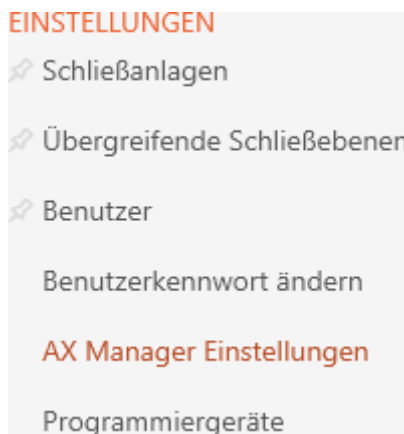 EINSTELLUNGEN
Schließanlagen
Übergreifende Schließebenen
Benutzer
Benutzerkennwort ändern
AX Manager Einstellungen
Programmiergeräte